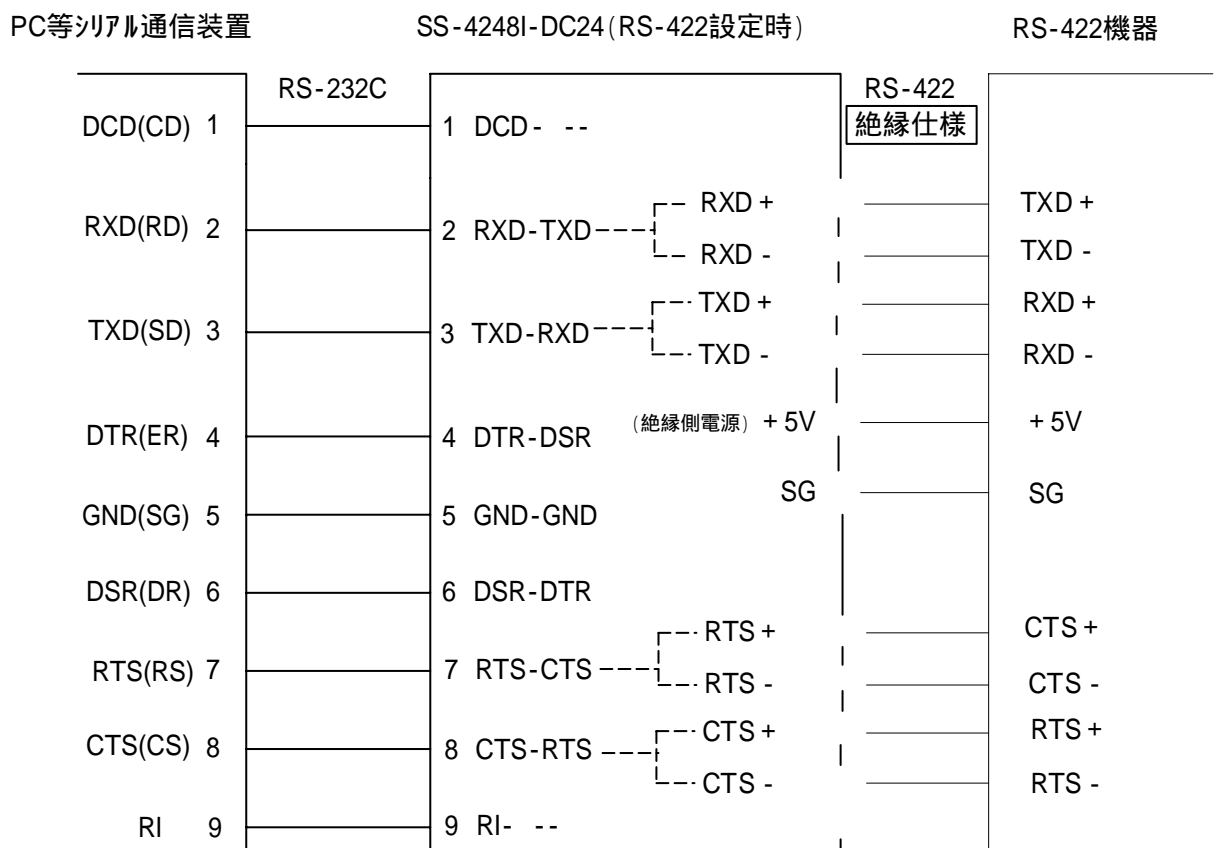 PC等ｼﾘｱﾙ通信装置 SS-4248I-DC24(RS-422設定時) RS-422機器
RS-232C RS-422
DCD(CD) 1 1 DCD- -- 絶縁仕様
RXD+ TXD+
RXD(RD) 2 2 RXD-TXD
RXD- TXD-
TXD+ RXD+
TXD(SD) 3 3 TXD-RXD
TXD- RXD-
(絶縁側電源) +5V +5V
DTR(ER) 4 4 DTR-DSR
SG SG
GND(SG) 5 5 GND-GND
DSR(DR) 6 6 DSR-DTR
RTS+ CTS+
RTS(RS) 7 7 RTS-CTS
RTS- CTS-
CTS+ RTS+
CTS(CS) 8 8 CTS-RTS
CTS- RTS-
RI 9 9 RI- --